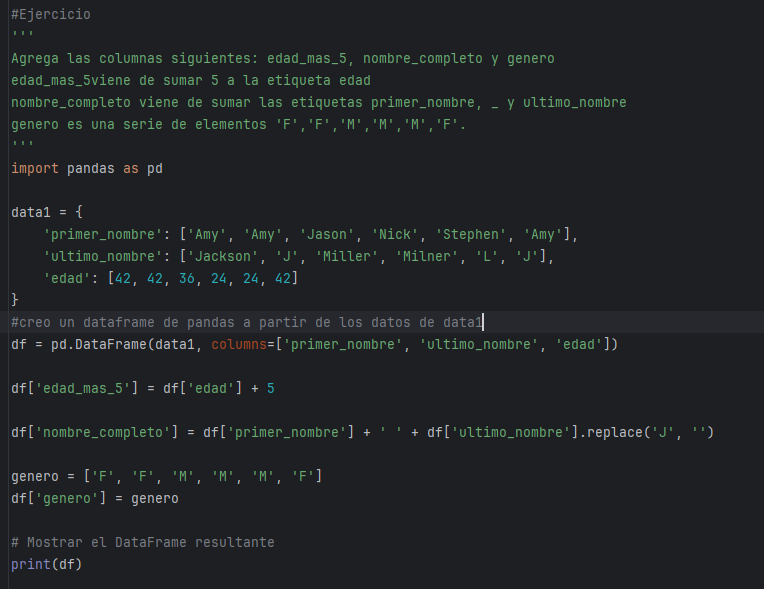 #Ejercicio
'''
Agrega las columnas siguientes: edad_mas_5, nombre_completo y genero
edad_mas_5viene de sumar 5 a la etiqueta edad
nombre_completo viene de sumar las etiquetas primer_nombre, _ y ultimo_nombre
genero es una serie de elementos 'F','F','M','M','M','F'.
'''
import pandas as pd

data1 = {
    'primer_nombre': ['Amy', 'Amy', 'Jason', 'Nick', 'Stephen', 'Amy'],
    'ultimo_nombre': ['Jackson', 'J', 'Miller', 'Milner', 'L', 'J'],
    'edad': [42, 42, 36, 24, 24, 42]
}
#creo un dataframe de pandas a partir de los datos de data1
df = pd.DataFrame(data1, columns=['primer_nombre', 'ultimo_nombre', 'edad'])

df['edad_mas_5'] = df['edad'] + 5

df['nombre_completo'] = df['primer_nombre'] + ' ' + df['ultimo_nombre'].replace('J', '')

genero = ['F', 'F', 'M', 'M', 'M', 'F']
df['genero'] = genero

# Mostrar el DataFrame resultante
print(df)